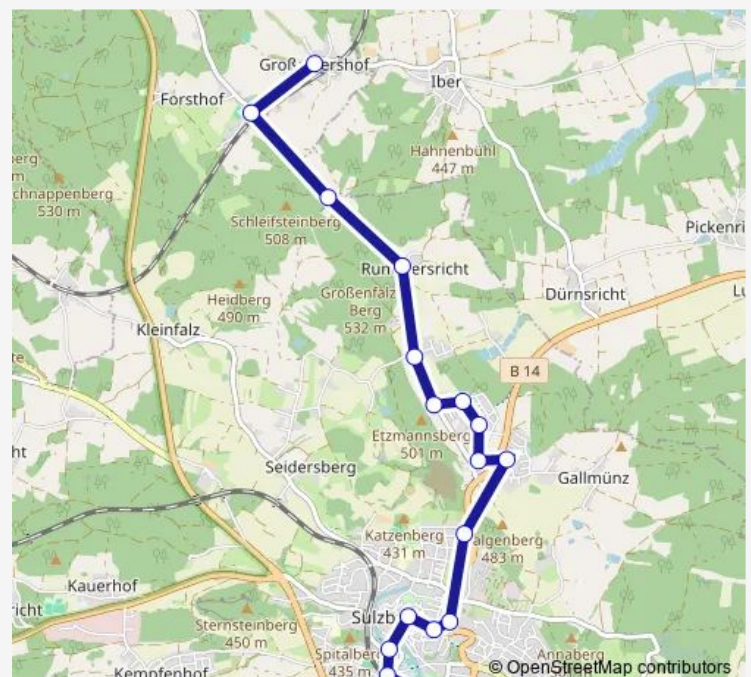 Forsthof
Iber
Hahnenbühl
447 m
530 m
Schleifsteinberg
508 m
Pickenri
Heidberg
490 m
Großenfalz
Berg
532 m
Dürnsricht
Kleinfalz
B 14
Etzmannsberg
501 m
Seidersberg
Gallmünz
Katzenberg
431 m
483 m
Kauerhof
Sulzb
Sternsteinberg
450 m
Spitalberg
435 m
Annaberg
Kempfenhof
© OpenStreetMap contributors